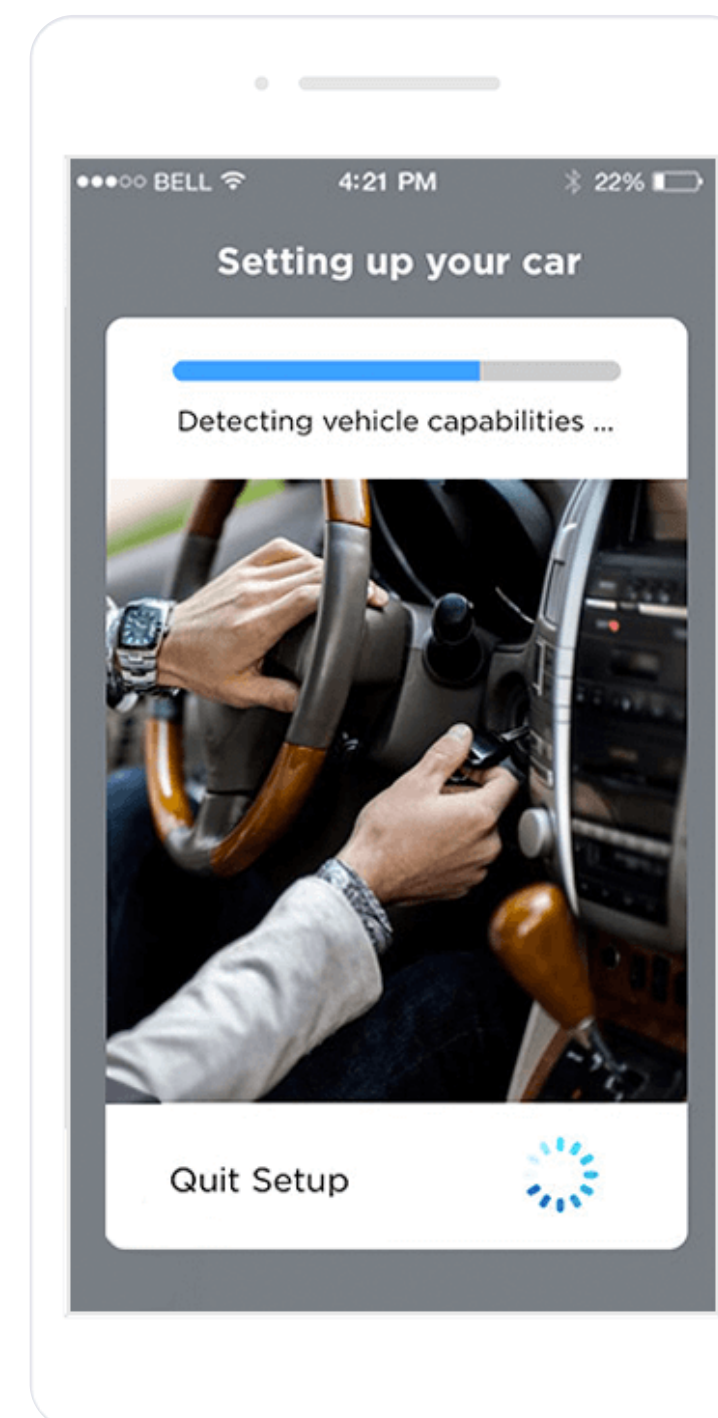 BELL 4:21 PM 22%
Setting up your car
Detecting vehicle capabilities ...
Quit Setup